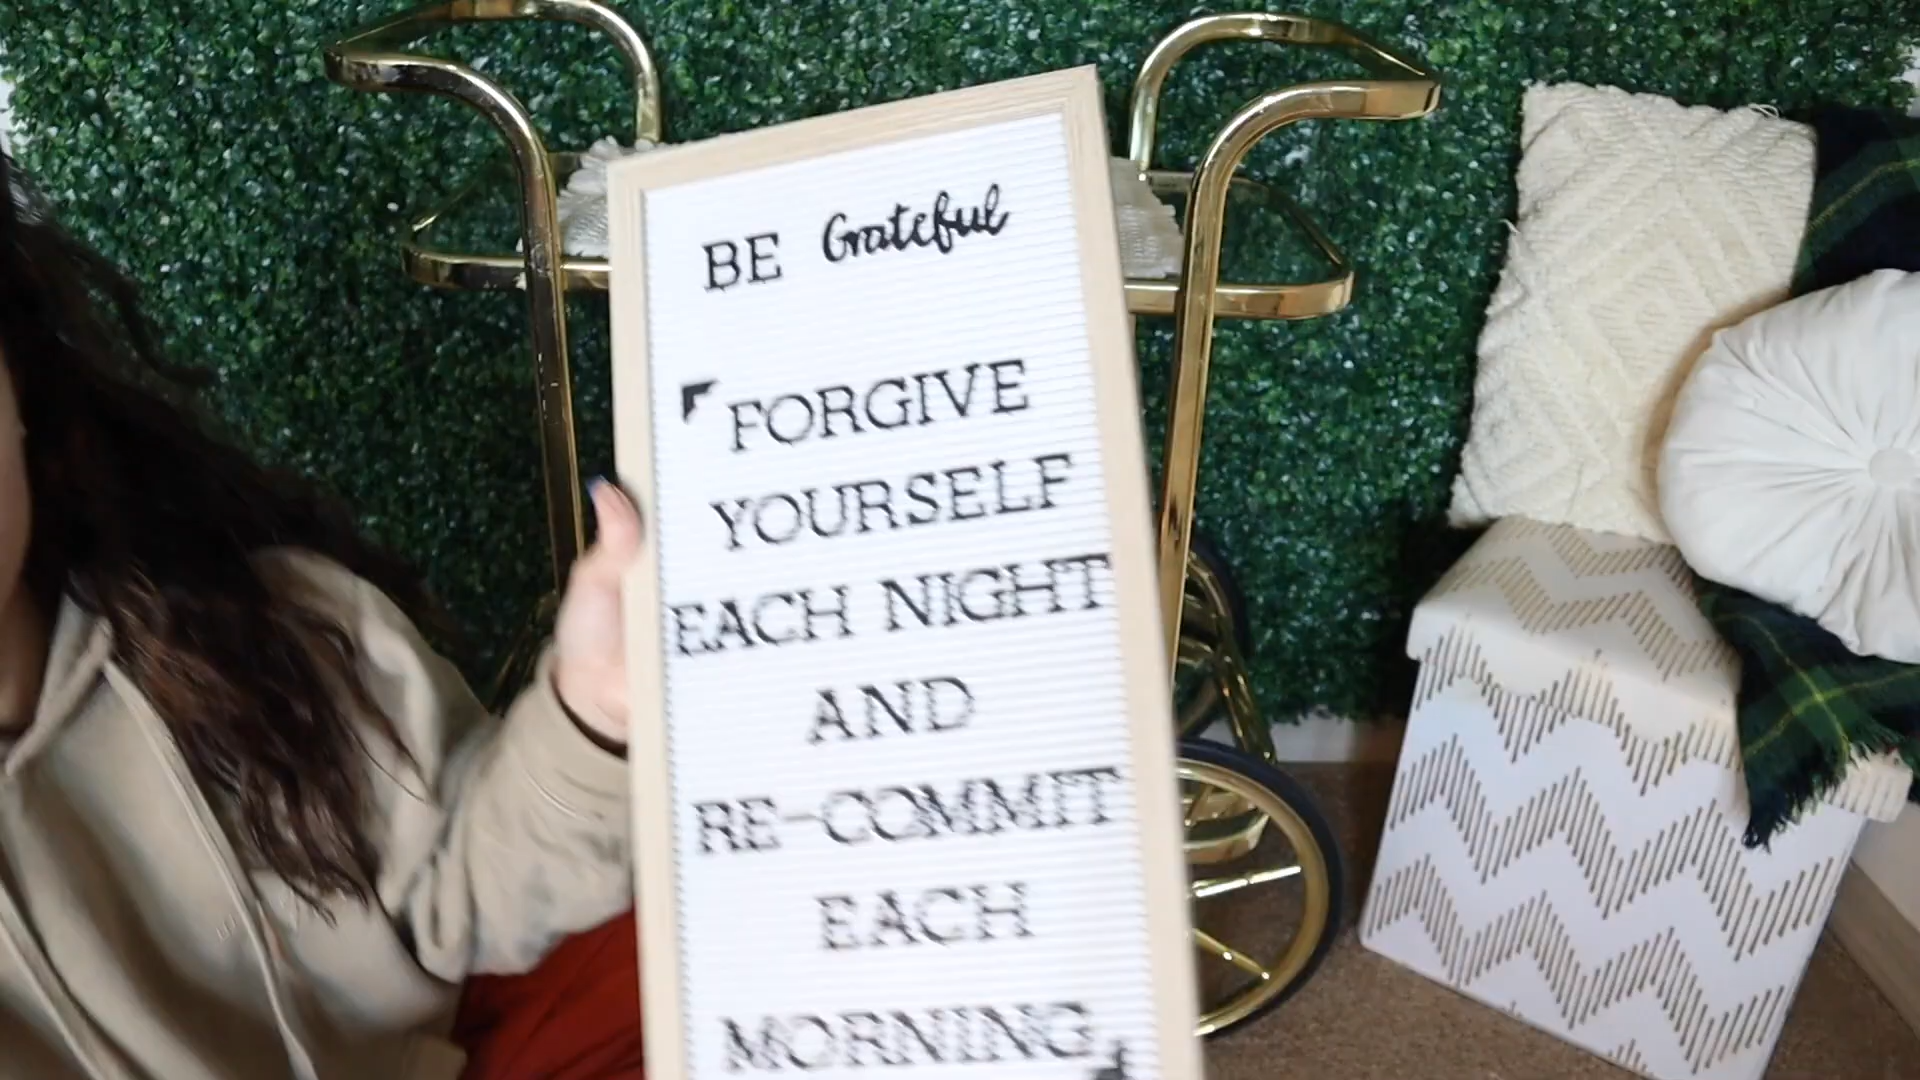 BE Grateful
FORGIVE
YOURSELF
EACH NIGHT
AND
RE-COMMIT
EACH
MORNING